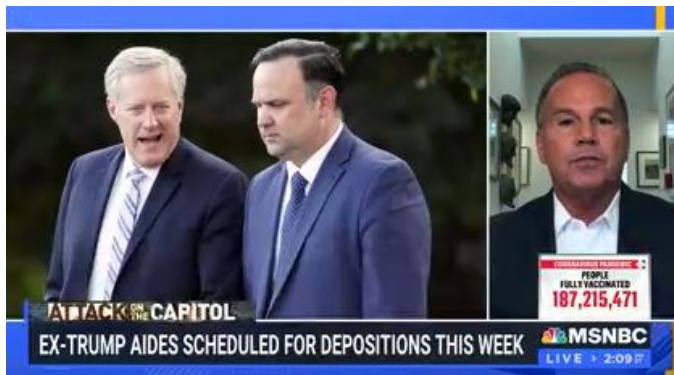 ATTACK ON THE CAPITOL
EX-TRUMP AIDES SCHEDULED FOR DEPOSITIONS THIS WEEK
CORONAVIRUS PANDEMIC
PEOPLE
FULLY VACCINATED
187,215,471
MSNBC
LIVE 2:09 PT